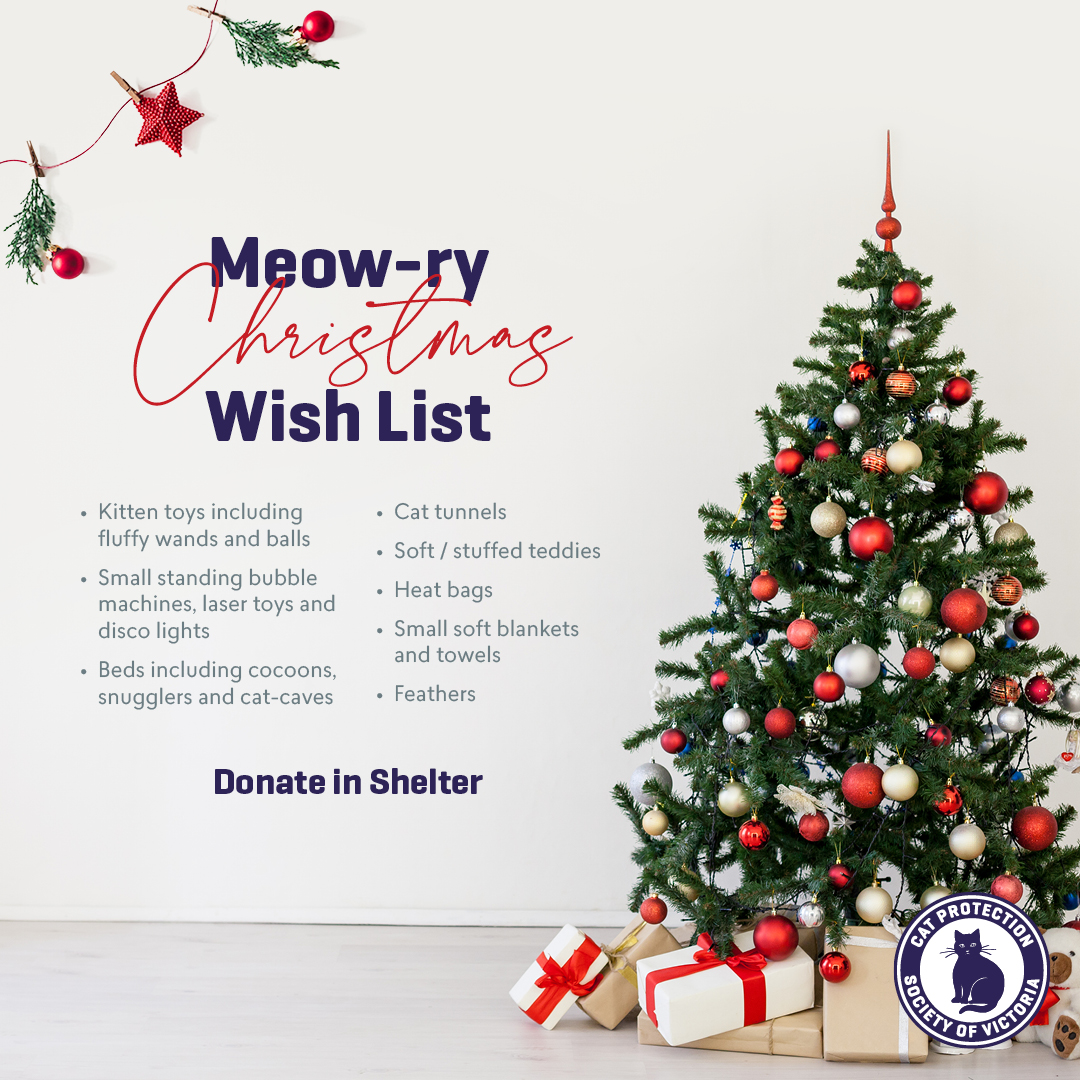 Meow-ry
Christmas
Wish List
• Kitten toys including
fluffy wands and balls
• Small standing bubble
machines, laser toys and
disco lights
• Beds including cocoons,
snugglers and cat-caves
• Cat tunnels
• Soft / stuffed teddies
• Heat bags
• Small soft blankets
and towels
• Feathers
Donate in Shelter
CAT PROTECTION
SOCIETY OF VICTORIA